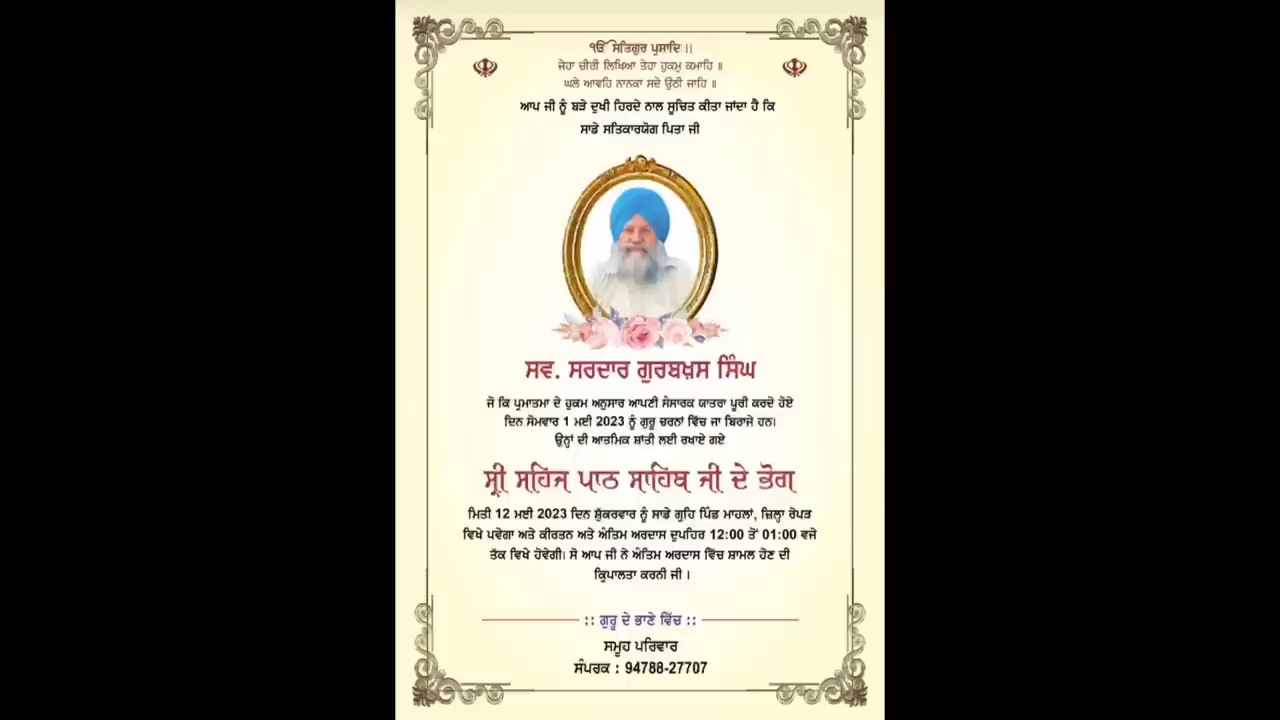 ੴ ਸਤਿਗੁਰ ਪ੍ਰਸਾਦਿ ।।
ਜੇਹਾ ਚੀਰੀ ਲਿਖਿਆ ਤੇਹਾ ਹੁਕਮੁ ਕਮਾਹਿ ॥
ਘਲੇ ਆਵਹਿ ਨਾਨਕਾ ਸਦੇ ਉਠੀ ਜਾਹਿ ॥
ਆਪ ਜੀ ਨੂੰ ਬੜੇ ਦੁਖੀ ਹਿਰਦੇ ਨਾਲ ਸੂਚਿਤ ਕੀਤਾ ਜਾਂਦਾ ਹੈ ਕਿ
ਸਾਡੇ ਸਤਿਕਾਰਯੋਗ ਪਿਤਾ ਜੀ
ਸਵ. ਸਰਦਾਰ ਗੁਰਬਖ਼ਸ ਸਿੰਘ
ਜੋ ਕਿ ਪ੍ਰਮਾਤਮਾ ਦੇ ਹੁਕਮ ਅਨੁਸਾਰ ਆਪਣੀ ਸੰਸਾਰਕ ਯਾਤਰਾ ਪੂਰੀ ਕਰਦੇ ਹੋਏ
ਦਿਨ ਸੋਮਵਾਰ 1 ਮਈ 2023 ਨੂੰ ਗੁਰੂ ਚਰਨਾਂ ਵਿੱਚ ਜਾ ਬਿਰਾਜੇ ਹਨ।
ਉਨ੍ਹਾਂ ਦੀ ਆਤਮਿਕ ਸ਼ਾਂਤੀ ਲਈ ਰਖਾਏ ਗਏ
ਸ੍ਰੀ ਸਹਿਜ ਪਾਠ ਸਾਹਿਬ ਜੀ ਦੇ ਭੋਗ
ਮਿਤੀ 12 ਮਈ 2023 ਦਿਨ ਸ਼ੁੱਕਰਵਾਰ ਨੂੰ ਸਾਡੇ ਗ੍ਰਹਿ ਪਿੰਡ ਮਾਹਲਾਂ, ਜ਼ਿਲ੍ਹਾ ਰੋਪੜ
ਵਿਖੇ ਪਵੇਗਾ ਅਤੇ ਕੀਰਤਨ ਅਤੇ ਅੰਤਿਮ ਅਰਦਾਸ ਦੁਪਹਿਰ 12:00 ਤੋਂ 01:00 ਵਜੇ
ਤੱਕ ਵਿਖੇ ਹੋਵੇਗੀ। ਸੋ ਆਪ ਜੀ ਨੇ ਅੰਤਿਮ ਅਰਦਾਸ ਵਿੱਚ ਸ਼ਾਮਲ ਹੋਣ ਦੀ
ਕ੍ਰਿਪਾਲਤਾ ਕਰਨੀ ਜੀ ।
:: ਗੁਰੂ ਦੇ ਭਾਣੇ ਵਿੱਚ ::
ਸਮੂਹ ਪਰਿਵਾਰ
ਸੰਪਰਕ : 94788-27707